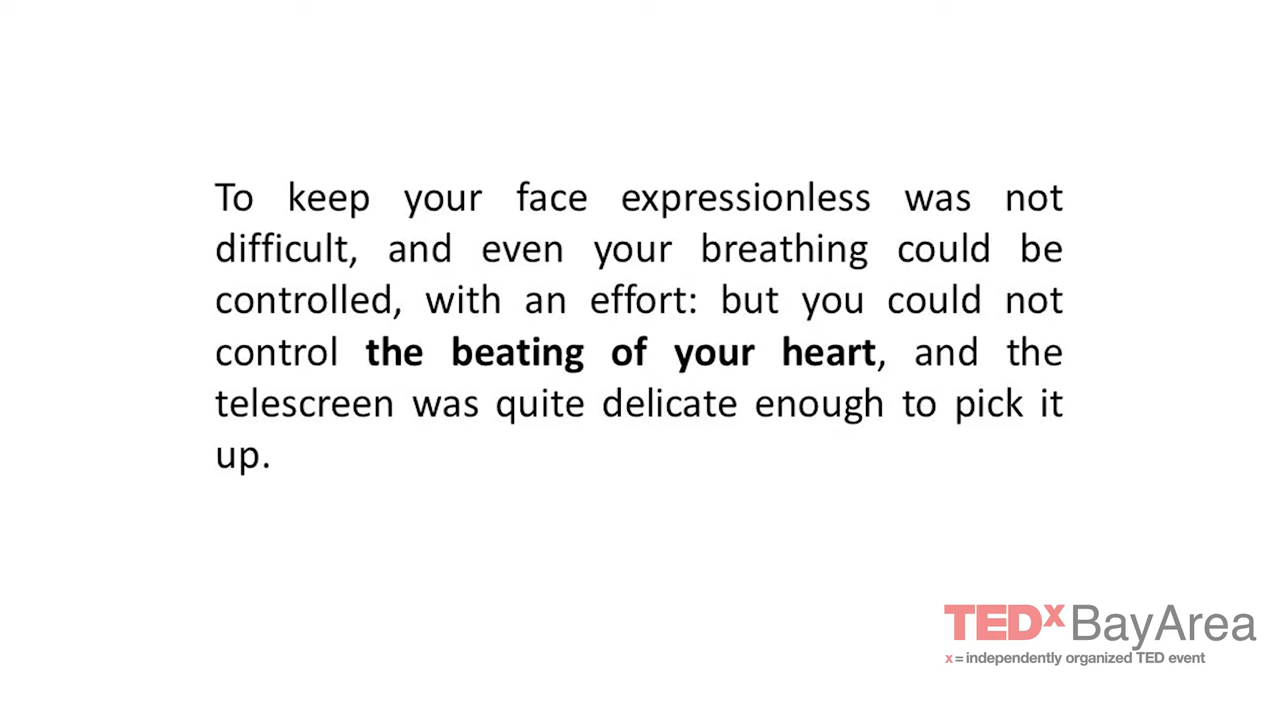 To keep your face expressionless was not
difficult, and even your breathing could be
controlled, with an effort: but you could not
control the beating of your heart, and the
telescreen was quite delicate enough to pick it
up.
TEDx BayArea
x = independently organized TED event